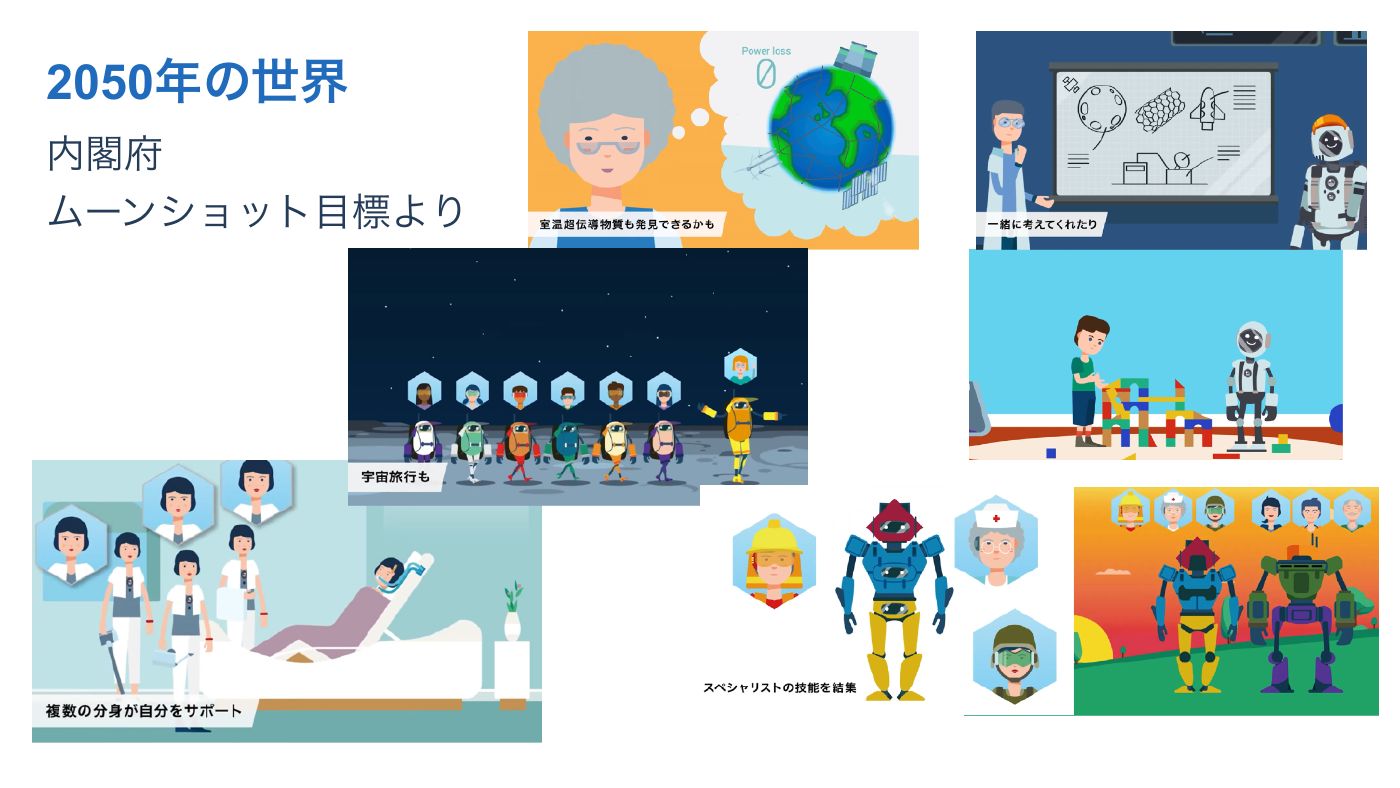 2050年の世界
内閣府
ムーンショット目標より
Power loss
0
室温超伝導物質も発見できるかも
一緒に考えてくれたり
宇宙旅行も
複数の分身が自分をサポート
スペシャリストの技能を結集